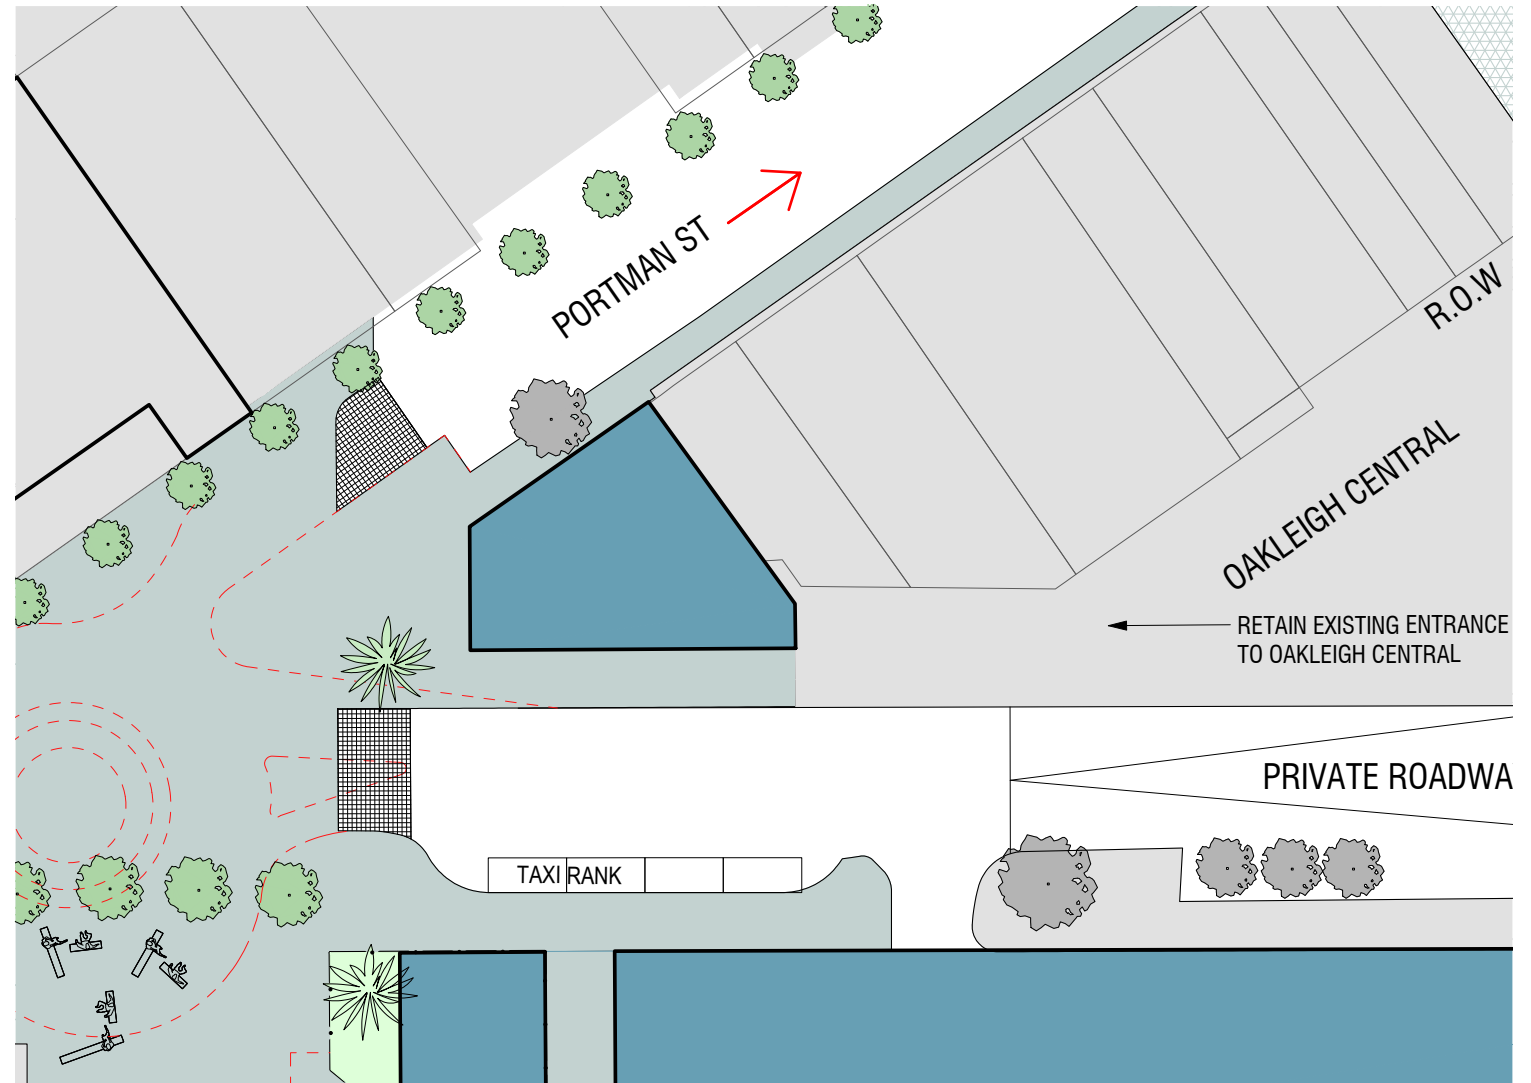 PORTMAN ST
R.O.W
OAKLEIGH CENTRAL
RETAIN EXISTING ENTRANCE
TO OAKLEIGH CENTRAL
PRIVATE ROADWA
TAXI RANK